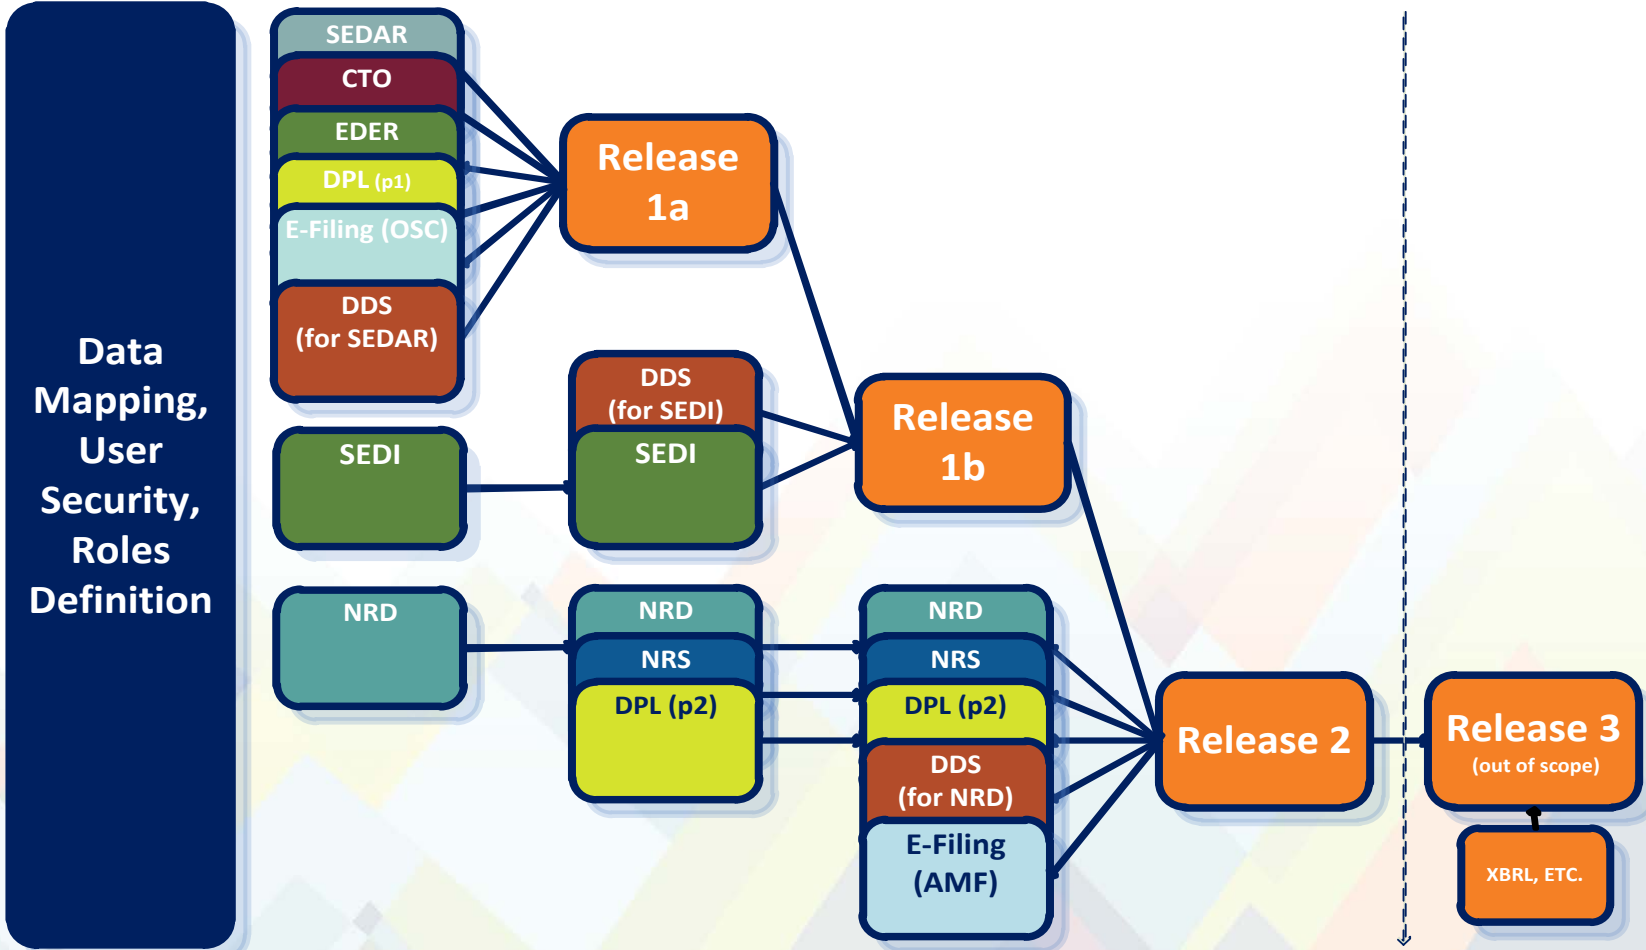 Data
Mapping,
User
Security,
Roles
Definition
SEDAR
CTO
EDER
DPL (p1)
E-Filing (OSC)
DDS
(for SEDAR)
SEDI
NRD
DDS
(for SEDI)
SEDI
NRD
NRS
DPL (p2)
Release
1a
Release
1b
NRD
NRS
DPL (p2)
DDS
(for NRD)
E-Filing
(AMF)
Release 2
Release 3
(out of scope)
XBRL, ETC.